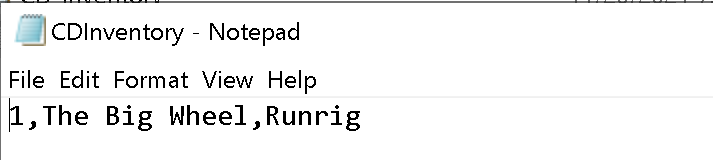 CDInventory - Notepad
File Edit Format View Help
1,The Big Wheel,Runrig